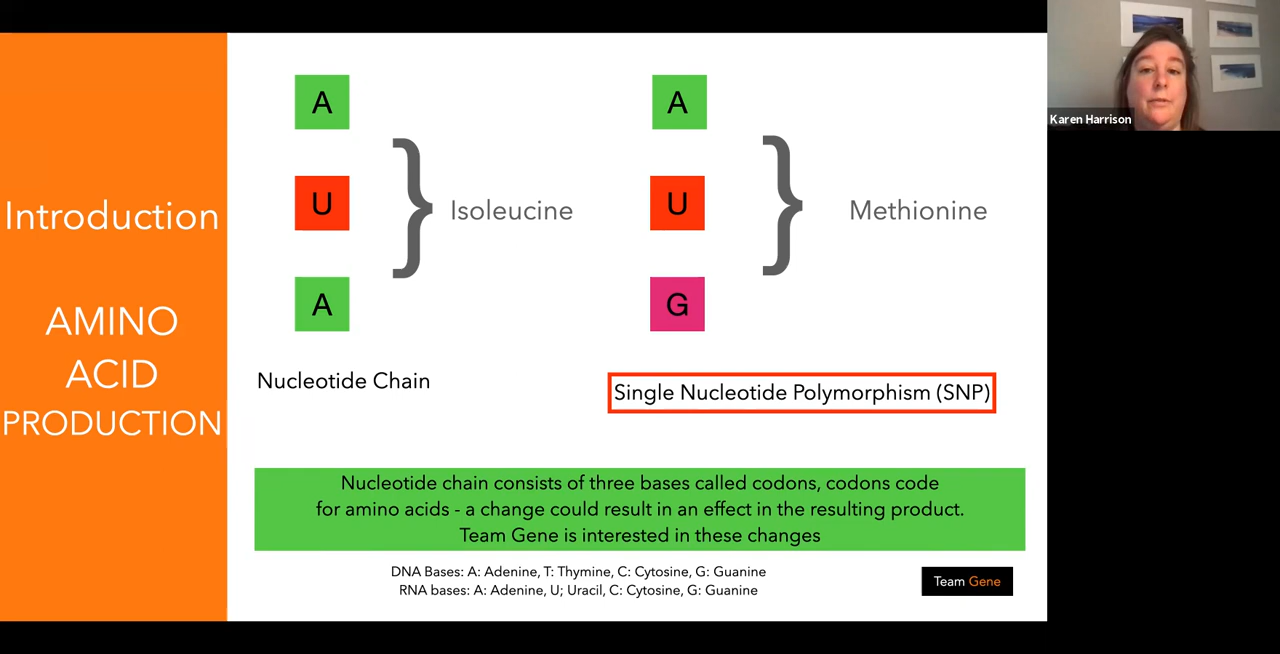 Introduction
AMINO
ACID
PRODUCTION
A
U
A
}
Isoleucine
Nucleotide Chain
A
U
G
}
Methionine
Single Nucleotide Polymorphism (SNP)
Nucleotide chain consists of three bases called codons, codons code
for amino acids - a change could result in an effect in the resulting product.
Team Gene is interested in these changes
DNA Bases: A: Adenine, T: Thymine, C: Cytosine, G: Guanine
RNA bases: A: Adenine, U; Uracil, C: Cytosine, G: Guanine
Team Gene
Karen Harrison